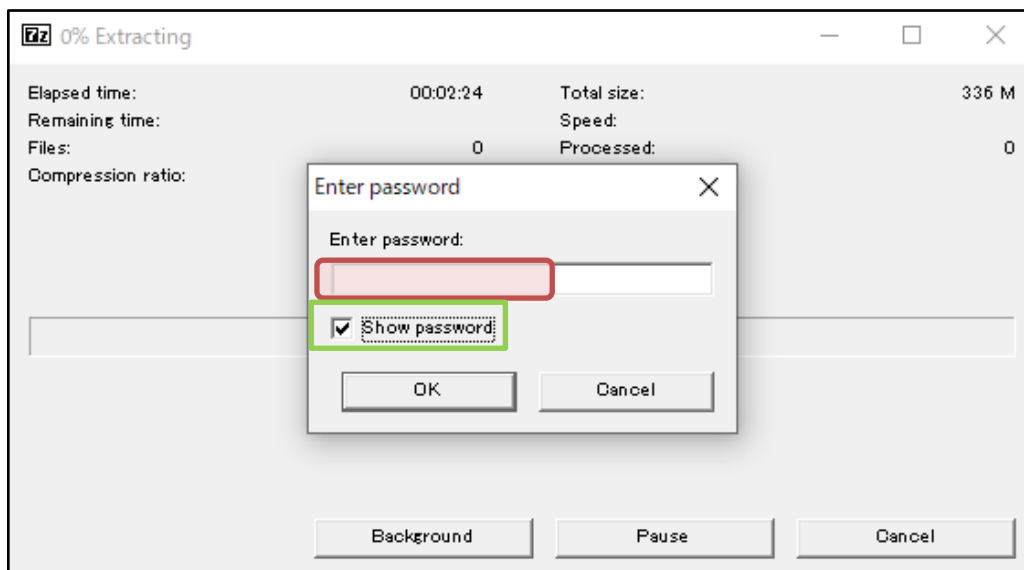 7z 0% Extracting
Elapsed time: 00:02:24 Total size: 336 M
Remaining time: Speed:
Files: 0 Processed: 0
Compression ratio:
Enter password
Enter password:
Show password
OK Cancel
Background Pause Cancel